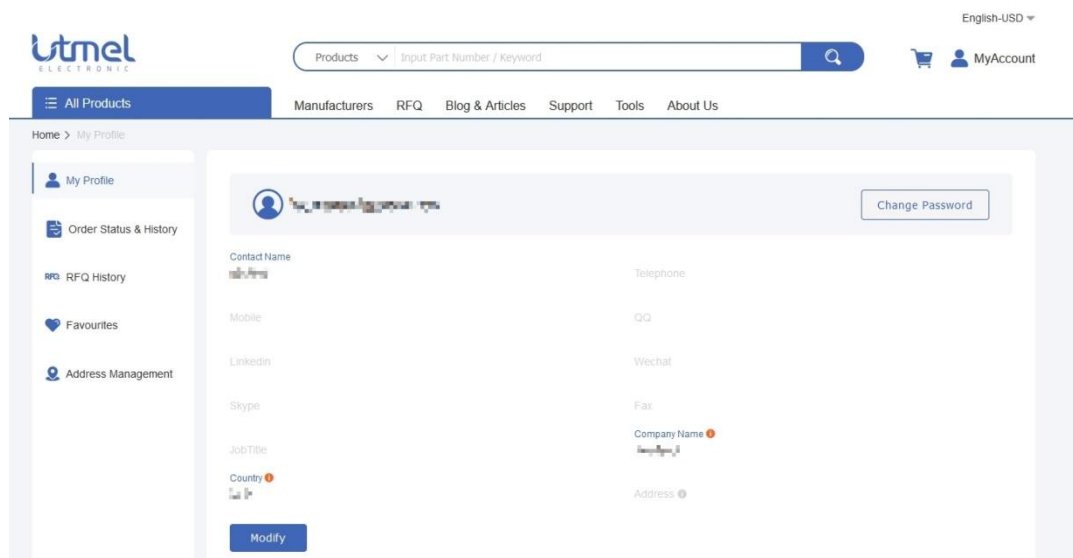 English-USD
utmel
ELECTRONIC
Products Input Part Number / Keyword
MyAccount
All Products
Manufacturers RFQ Blog & Articles Support Tools About Us
Home > My Profile
My Profile
Change Password
Order Status & History
Contact Name
Telephone
RFQ RFQ History
Mobile QQ
Favourites
Linkedin Wechat
Address Management
Skype Fax
Company Name
JobTitle
Country
Address
Modify